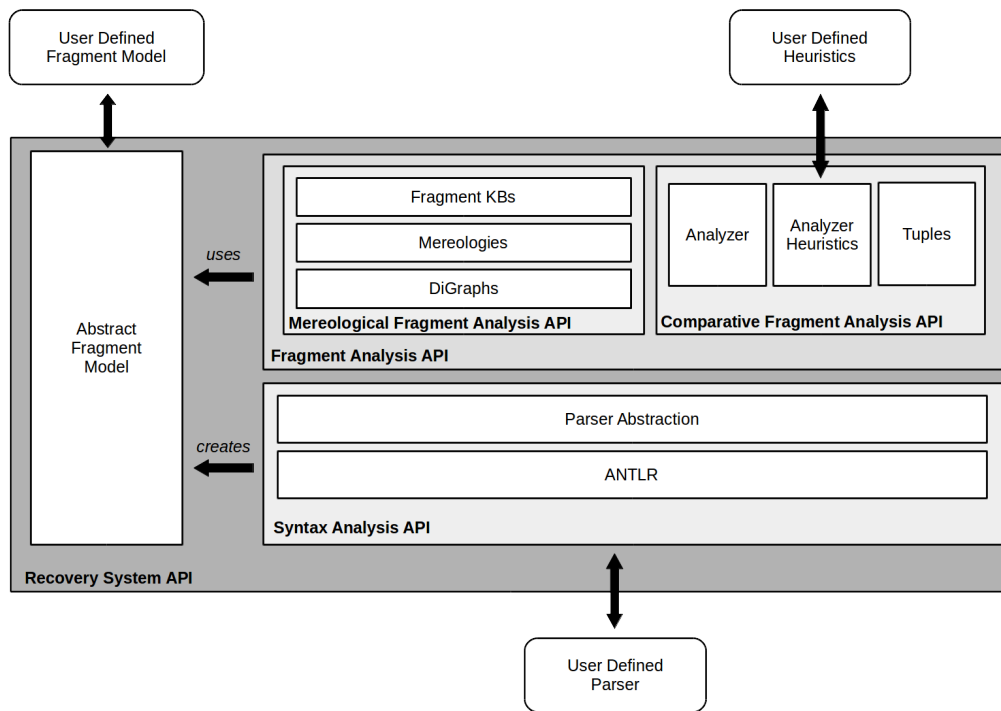 User Defined
Fragment Model
User Defined
Heuristics
Fragment KBs
Mereologies
DiGraphs
Mereological Fragment Analysis API
Analyzer
Analyzer
Heuristics
Tuples
Comparative Fragment Analysis API
Fragment Analysis API
uses
Abstract
Fragment
Model
creates
Parser Abstraction
ANTLR
Syntax Analysis API
Recovery System API
User Defined
Parser